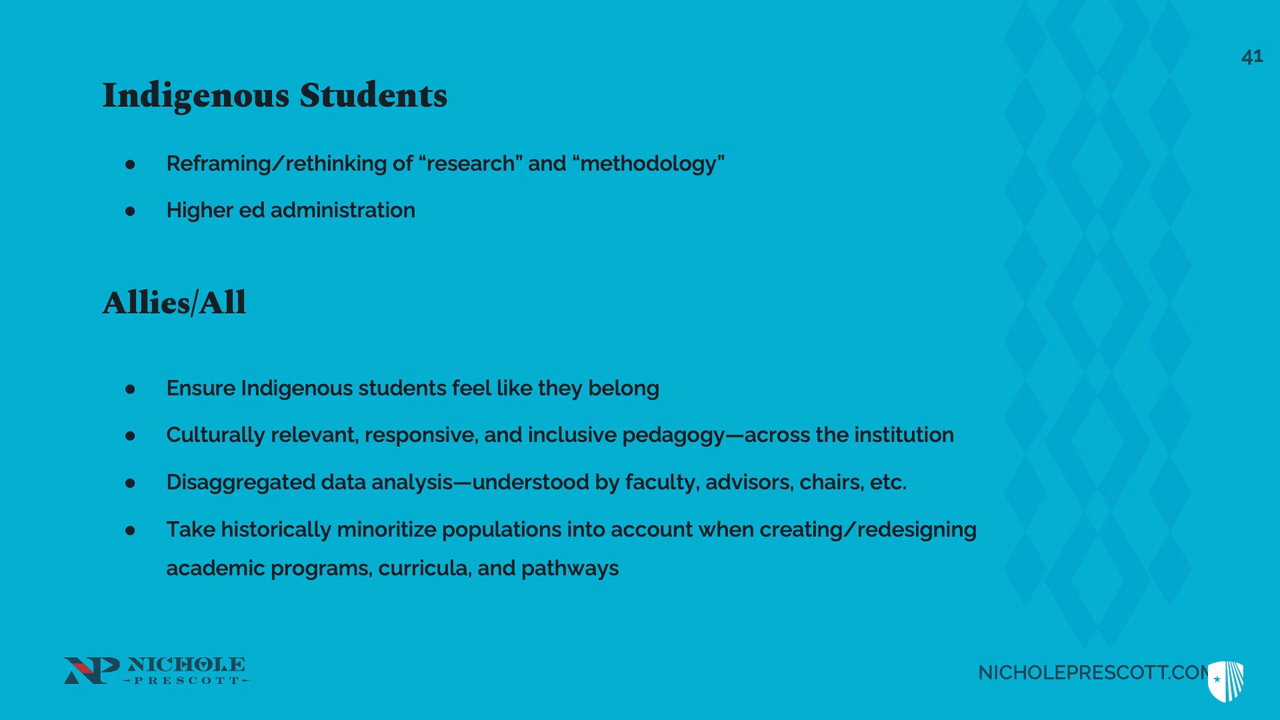 41
Indigenous Students
● Reframing/rethinking of “research” and “methodology”
● Higher ed administration
Allies/All
● Ensure Indigenous students feel like they belong
● Culturally relevant, responsive, and inclusive pedagogy—across the institution
● Disaggregated data analysis—understood by faculty, advisors, chairs, etc.
● Take historically minoritize populations into account when creating/redesigning
academic programs, curricula, and pathways
NP NICHOLE
-PRESCOTT-
NICHOLEPRESCOTT.COM